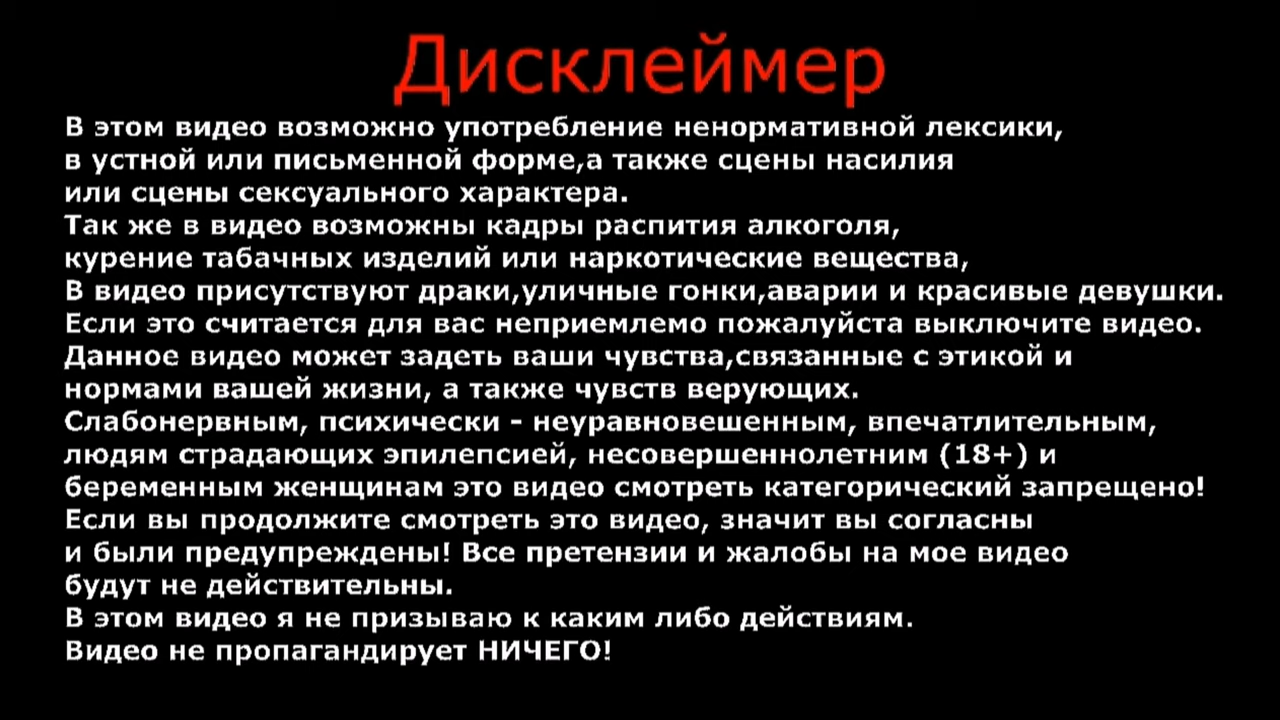 Дисклеймер
В этом видео возможно употребление ненормативной лексики,
в устной или письменной форме,а также сцены насилия
или сцены сексуального характера.
Так же в видео возможны кадры распития алкоголя,
курение табачных изделий или наркотические вещества,
В видео присутствуют драки,уличные гонки,аварии и красивые девушки.
Если это считается для вас неприемлемо пожалуйста выключите видео.
Данное видео может задеть ваши чувства,связанные с этикой и
нормами вашей жизни, а также чувств верующих.
Слабонервным, психически - неуравновешенным, впечатлительным,
людям страдающих эпилепсией, несовершеннолетним (18+) и
беременным женщинам это видео смотреть категорический запрещено!
Если вы продолжите смотреть это видео, значит вы согласны
и были предупреждены! Все претензии и жалобы на мое видео
будут не действительны.
В этом видео я не призываю к каким либо действиям.
Видео не пропагандирует НИЧЕГО!